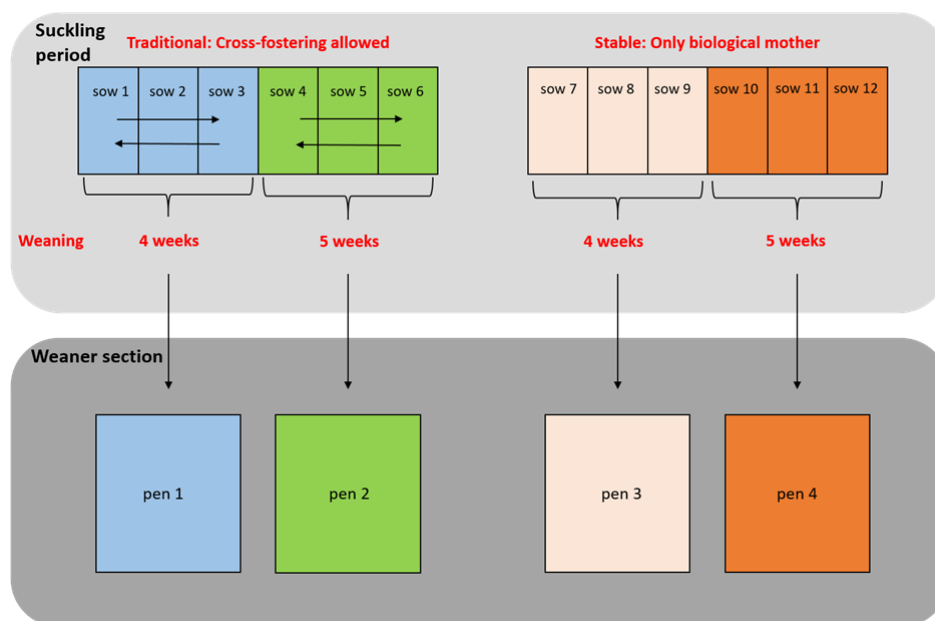 Suckling
period
Traditional: Cross-fostering allowed
Stable: Only biological mother
sow 1 sow 2 sow 3 sow 4 sow 5 sow 6
sow 7 sow 8 sow 9 sow 10 sow 11 sow 12
Weaning 4 weeks 5 weeks 4 weeks 5 weeks
Weaner section
pen 1 pen 2 pen 3 pen 4